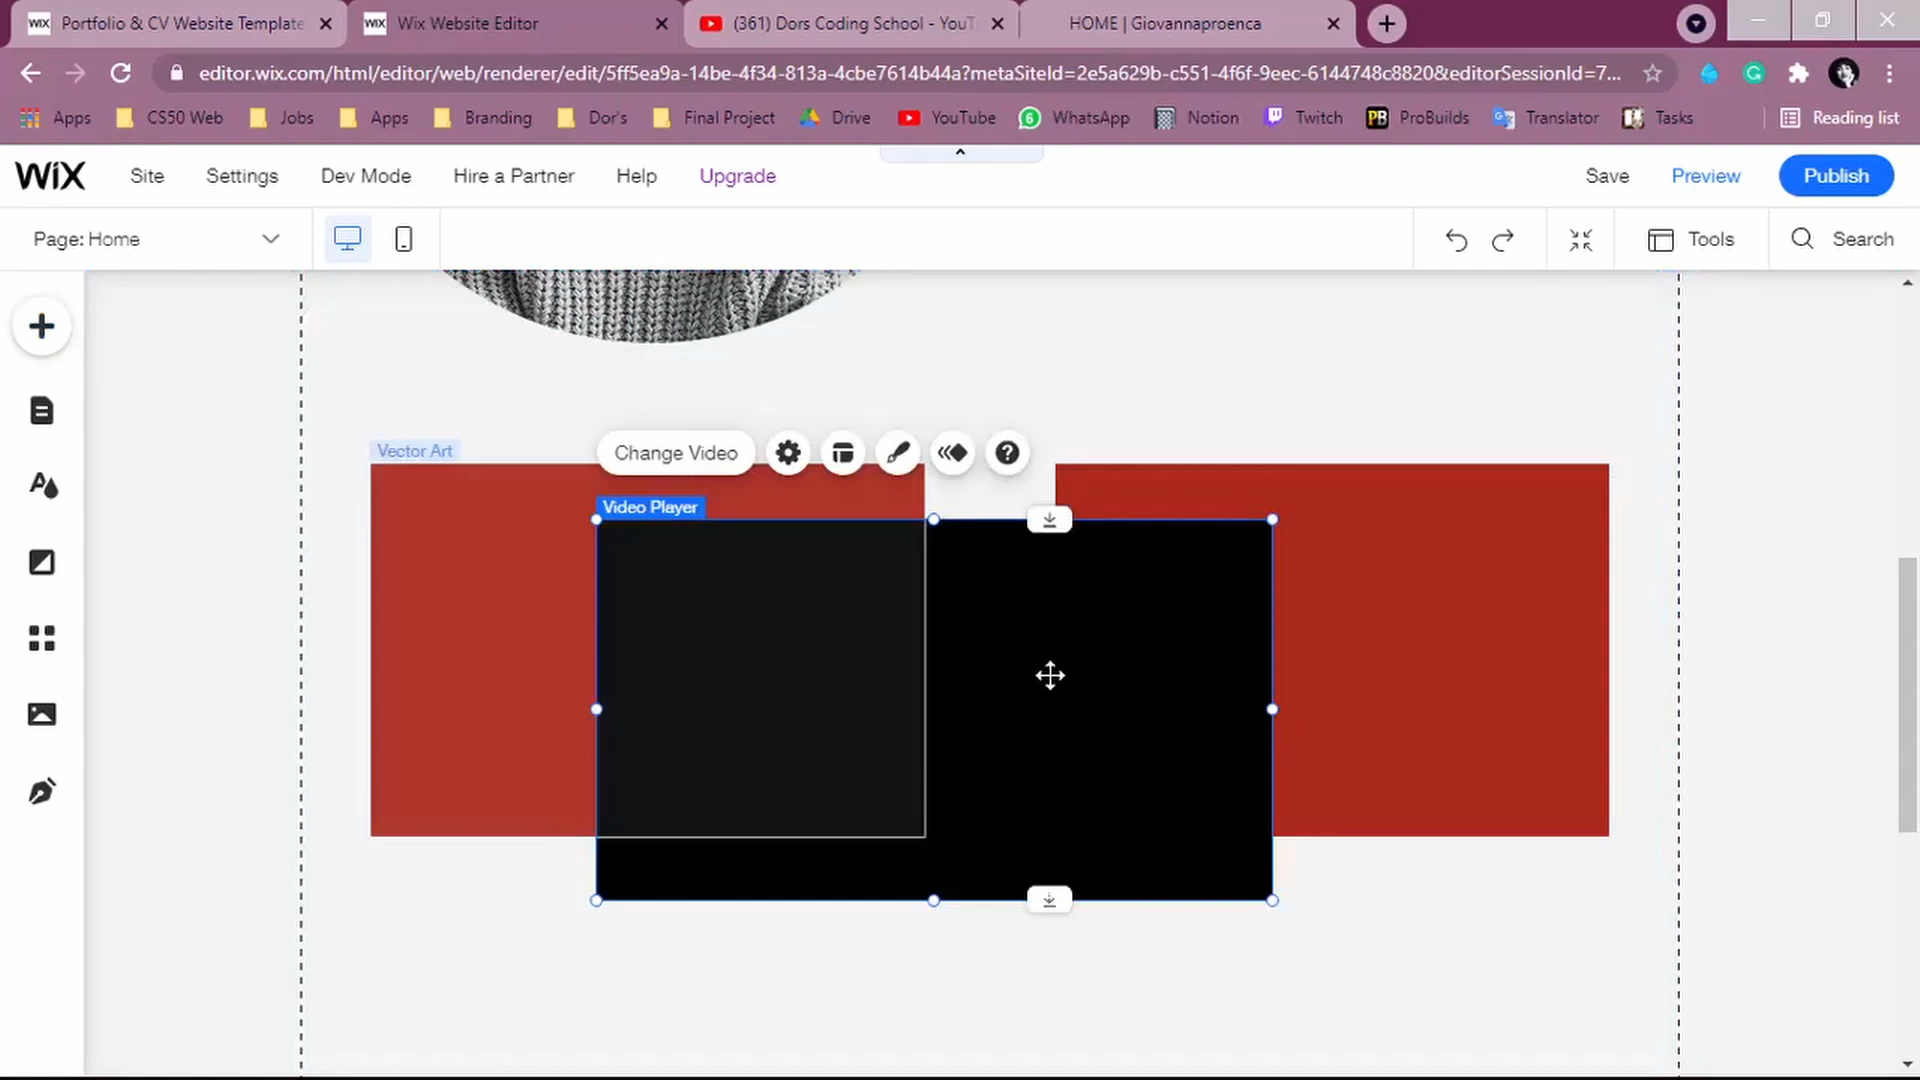 WiX Portfolio & CV Website Template
WiX Wix Website Editor
(361) Dors Coding School - YouT
HOME | Giovannaproenca
editor.wix.com/html/editor/web/renderer/edit/5ff5ea9a-14be-4f34-813a-4cbe7614b44a?metaSiteId=2e5a629b-c551-4f6f-9eec-6144748c8820&editorSessionId=7...
Apps CS50 Web Jobs Apps Branding Dor's Final Project Drive YouTube 6 WhatsApp Notion Twitch PB ProBuilds Translator Tasks Reading list
WiX Site Settings Dev Mode Hire a Partner Help Upgrade Save Preview Publish
Page: Home Tools Search
Vector Art
Change Video ?
Video Player